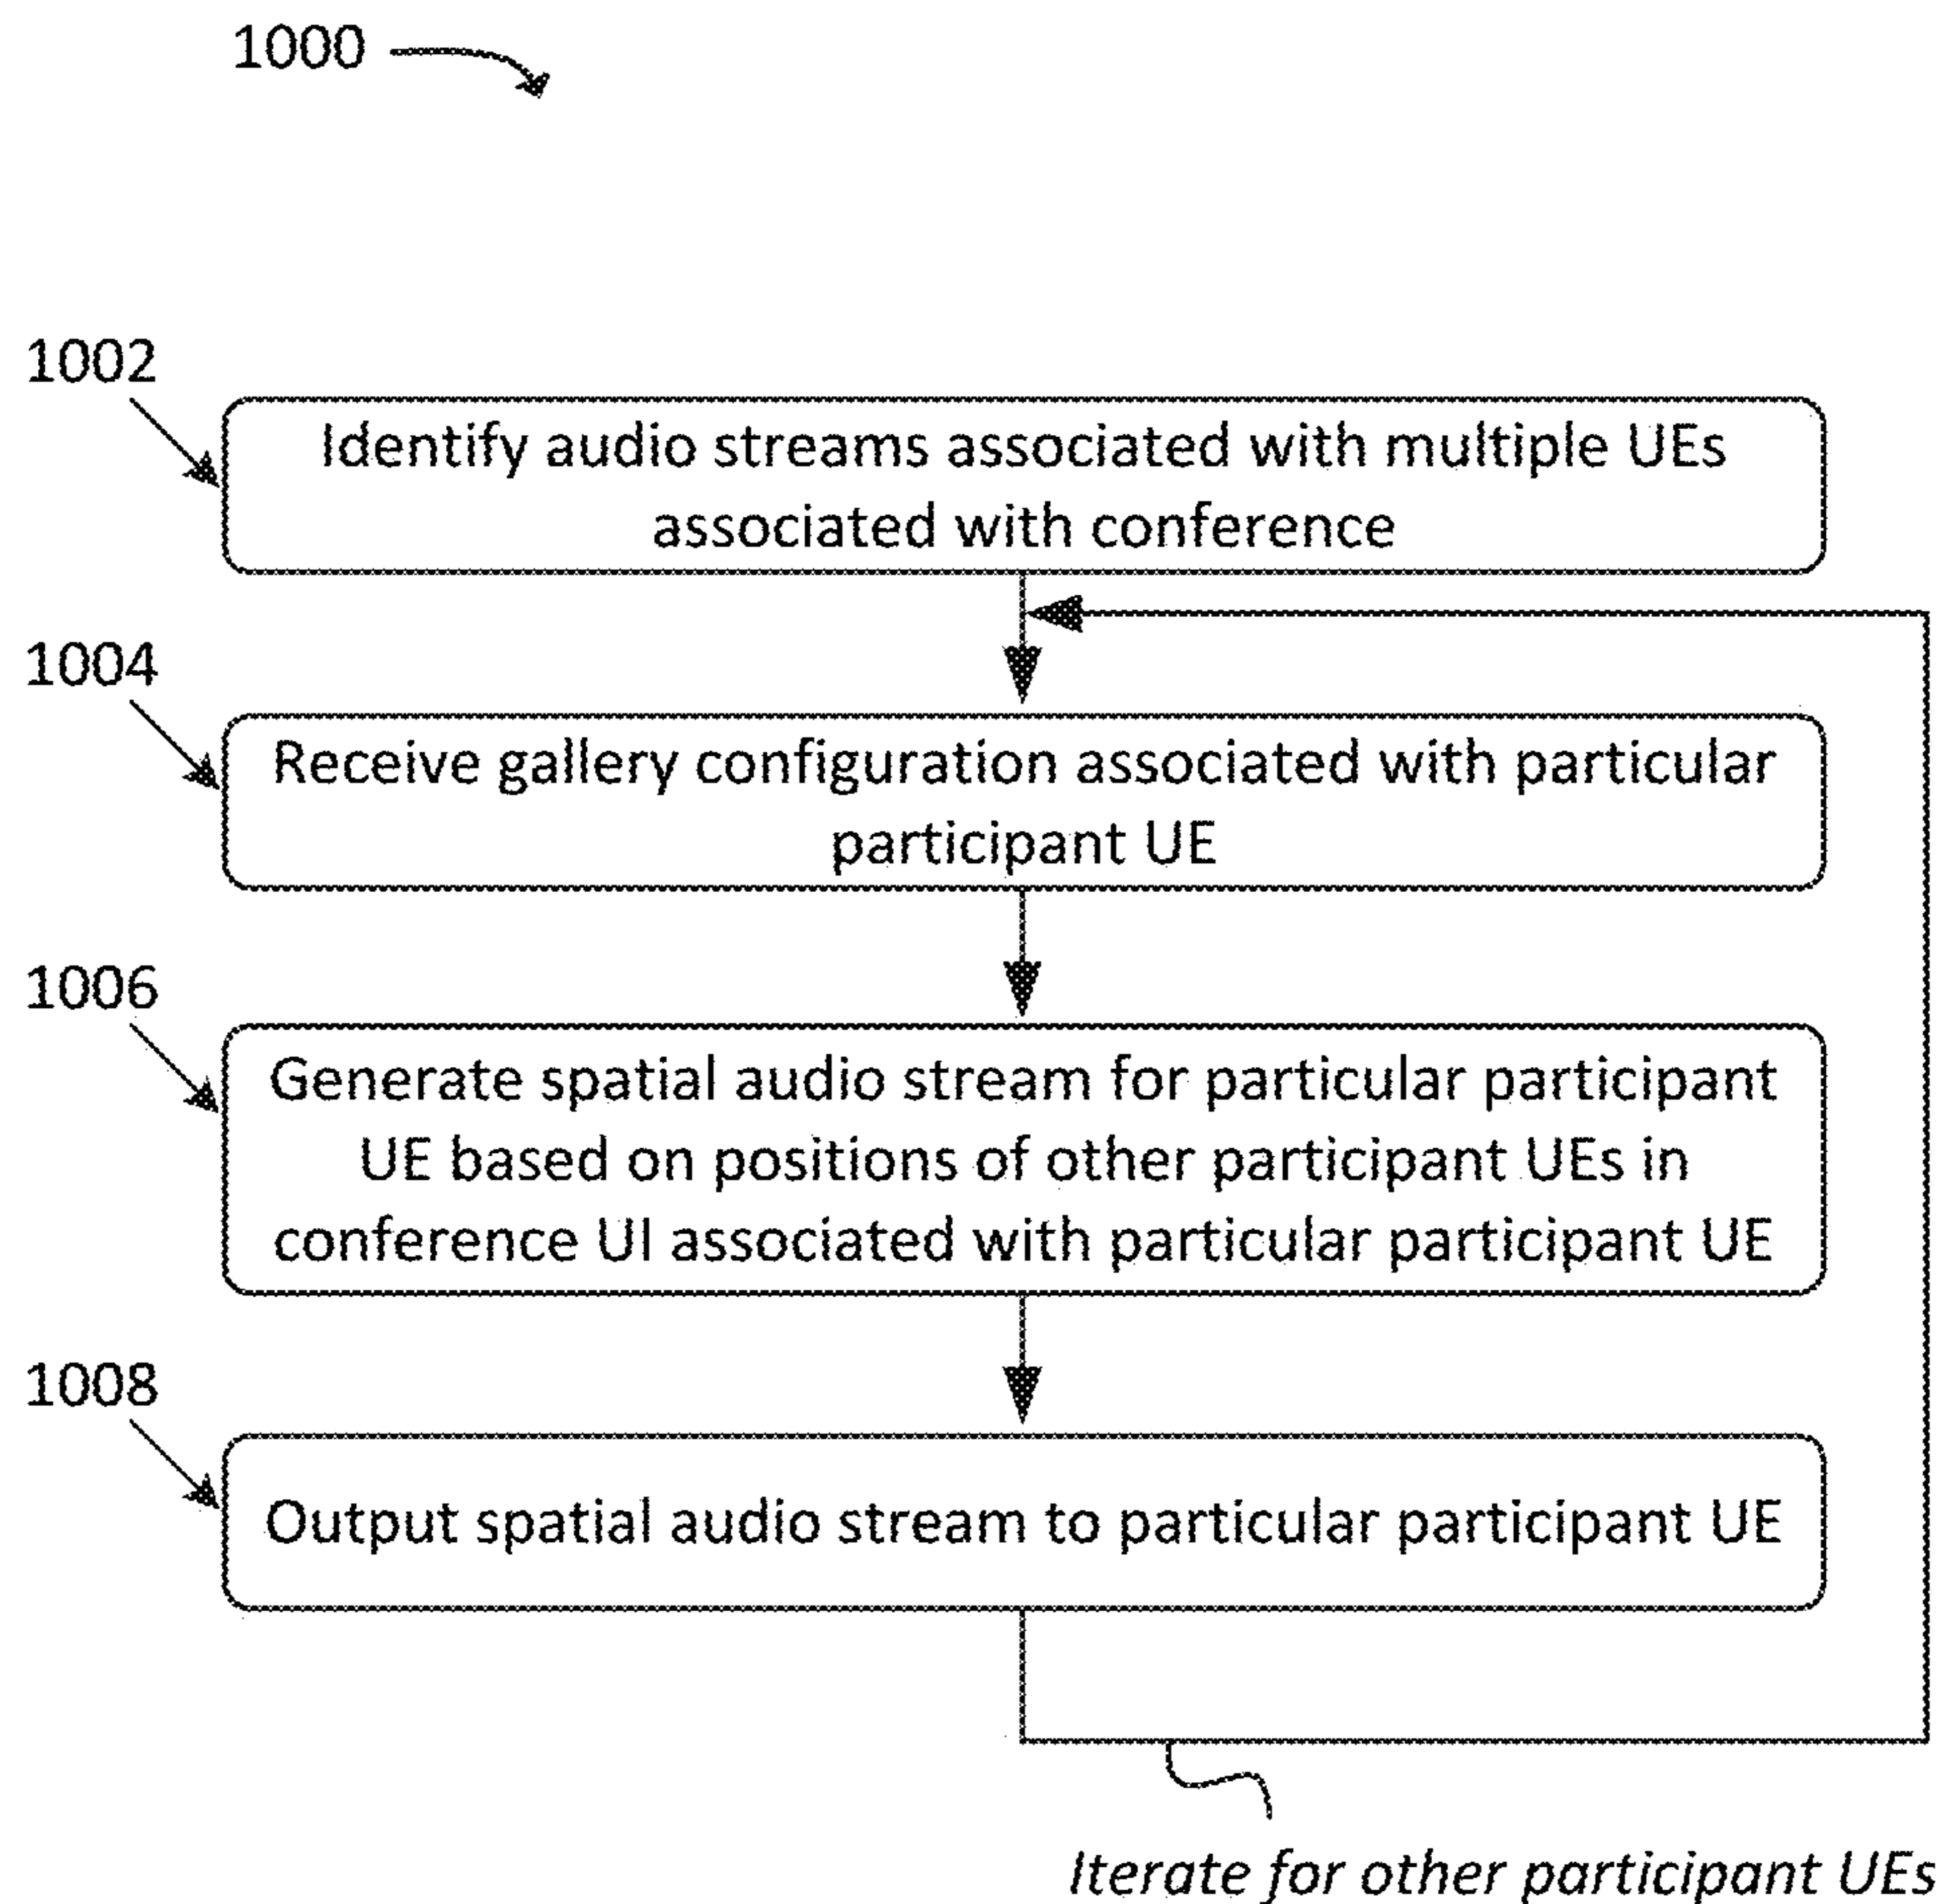 1000
1002
Identify audio streams associated with multiple UEs
associated with conference
1004
Receive gallery configuration associated with particular
participant UE
1006
Generate spatial audio stream for particular participant
UE based on positions of other participant UEs in
conference UI associated with particular participant UE
1008
Output spatial audio stream to particular participant UE
Iterate for other participant UEs